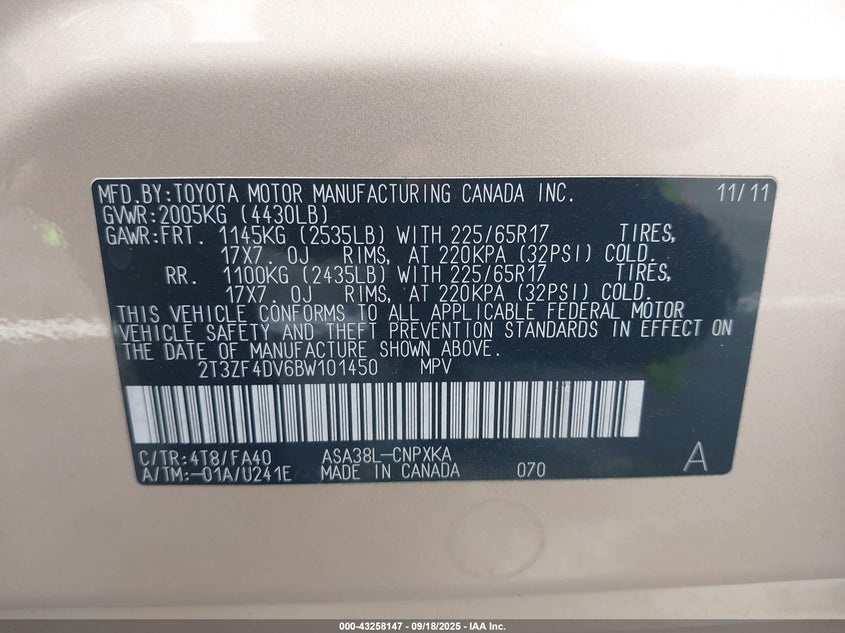 MFD.BY:TOYOTA MOTOR MANUFACTURING CANADA INC. 11/11
GVWR:2005KG (4430LB)
GAWR:FRT. 1145KG (2535LB) WITH 225/65R17 TIRES,
17X7. 0J RIMS, AT 220KPA (32PSI) COLD.
RR. 1100KG (2435LB) WITH 225/65R17 TIRES,
17X7. 0J RIMS, AT 220KPA (32PSI) COLD.
THIS VEHICLE CONFORMS TO ALL APPLICABLE FEDERAL MOTOR
VEHICLE SAFETY AND THEFT PREVENTION STANDARDS IN EFFECT ON
THE DATE OF MANUFACTURE SHOWN ABOVE.
2T3ZF4DV6BW101450 MPV
C/TR:4T8/FA40 ASA38L-CNPXKA
A/TM:-01A/U241E MADE IN CANADA 070 A
000-43258147 - 09/18/2025 - IAA Inc.